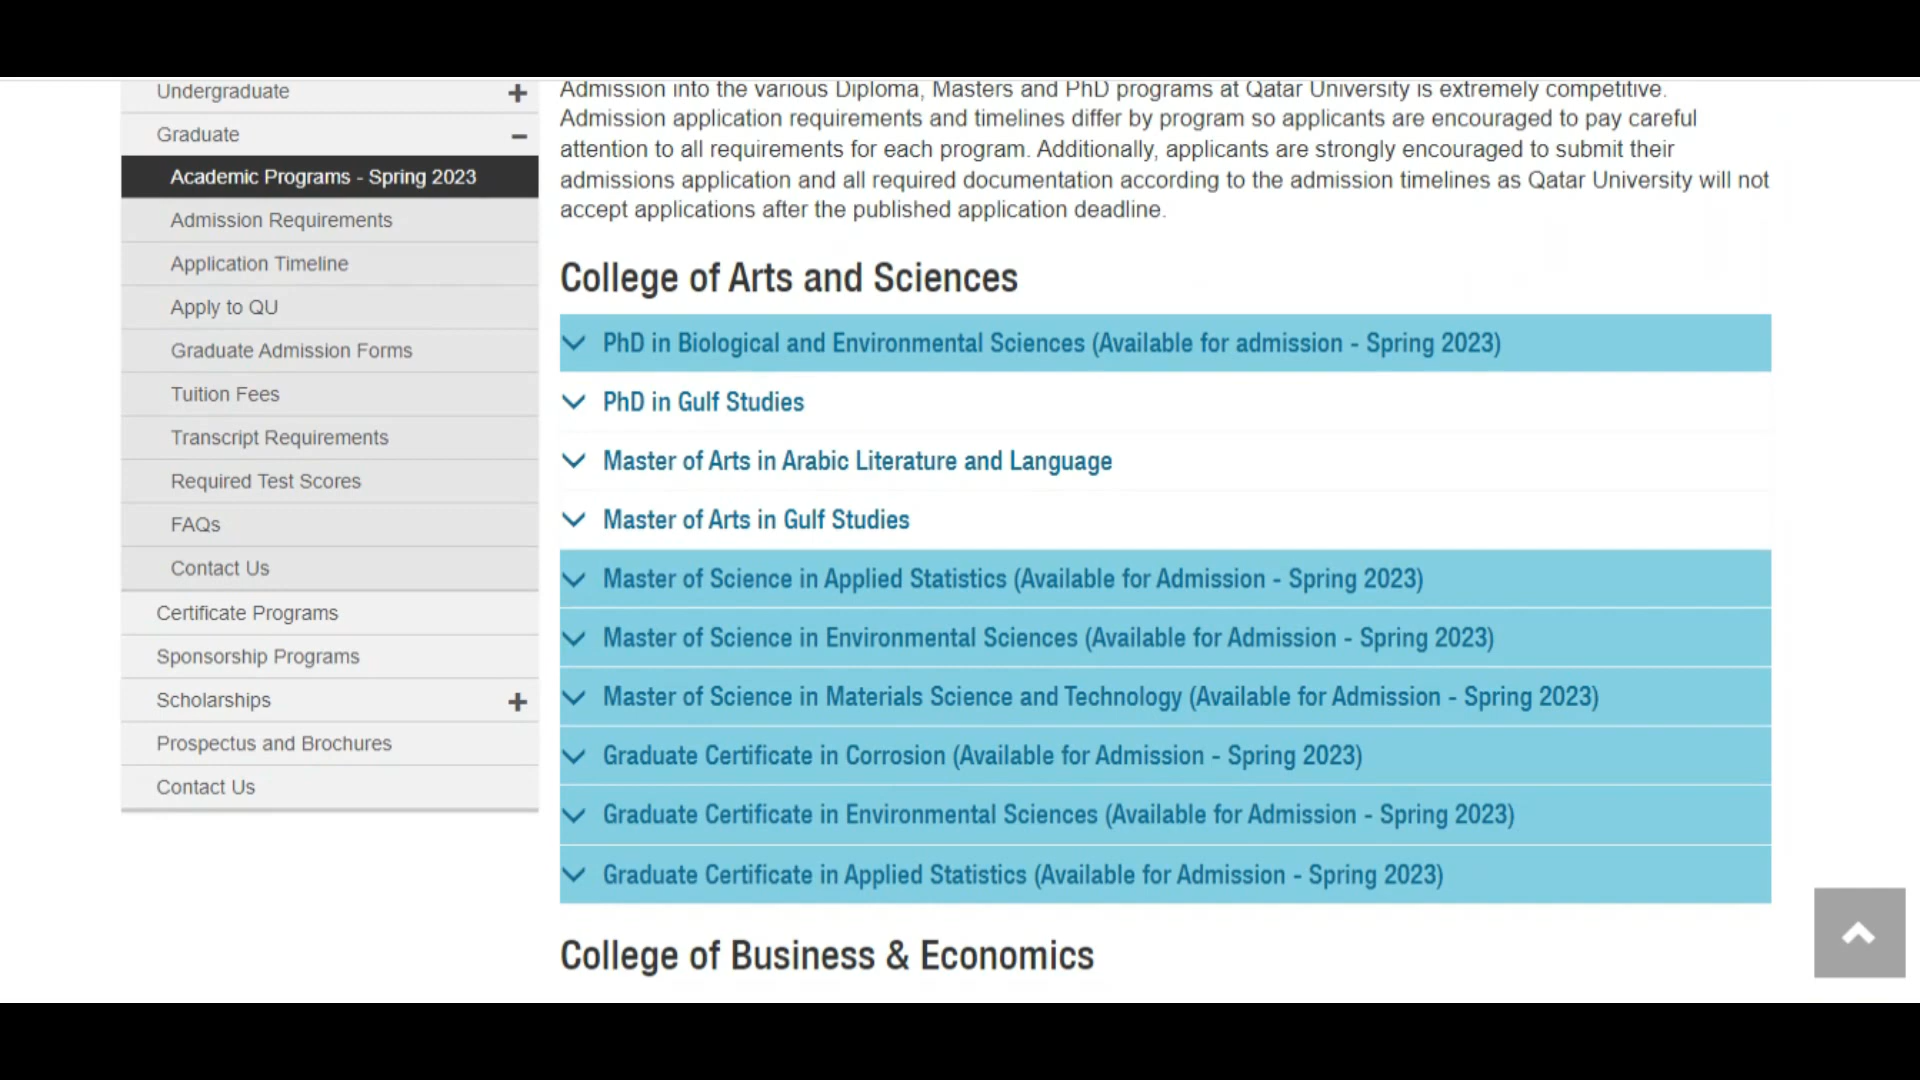 Undergraduate
Graduate
Academic Programs - Spring 2023
Admission Requirements
Application Timeline
Apply to QU
Graduate Admission Forms
Tuition Fees
Transcript Requirements
Required Test Scores
FAQs
Contact Us
Certificate Programs
Sponsorship Programs
Scholarships
Prospectus and Brochures
Contact Us
Admission into the various Diploma, Masters and PhD programs at Qatar University is extremely competitive.
Admission application requirements and timelines differ by program so applicants are encouraged to pay careful
attention to all requirements for each program. Additionally, applicants are strongly encouraged to submit their
admissions application and all required documentation according to the admission timelines as Qatar University will not
accept applications after the published application deadline.
College of Arts and Sciences
PhD in Biological and Environmental Sciences (Available for admission - Spring 2023)
PhD in Gulf Studies
Master of Arts in Arabic Literature and Language
Master of Arts in Gulf Studies
Master of Science in Applied Statistics (Available for Admission - Spring 2023)
Master of Science in Environmental Sciences (Available for Admission - Spring 2023)
Master of Science in Materials Science and Technology (Available for Admission - Spring 2023)
Graduate Certificate in Corrosion (Available for Admission - Spring 2023)
Graduate Certificate in Environmental Sciences (Available for Admission - Spring 2023)
Graduate Certificate in Applied Statistics (Available for Admission - Spring 2023)
College of Business & Economics